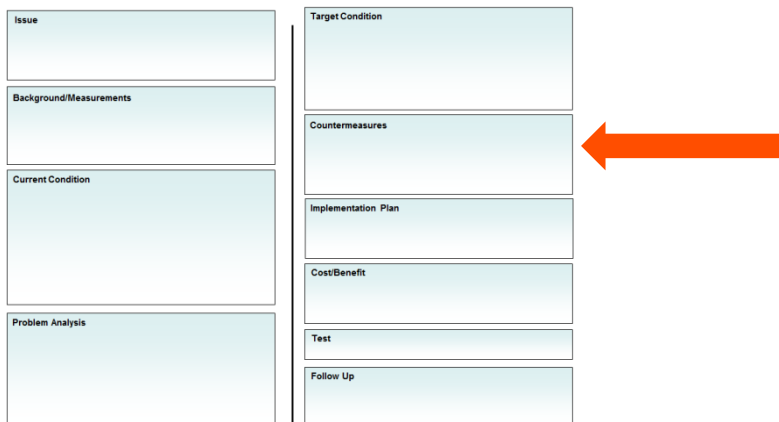 Issue
Background/Measurements
Current Condition
Problem Analysis
Target Condition
Countermeasures
Implementation Plan
Cost/Benefit
Test
Follow Up